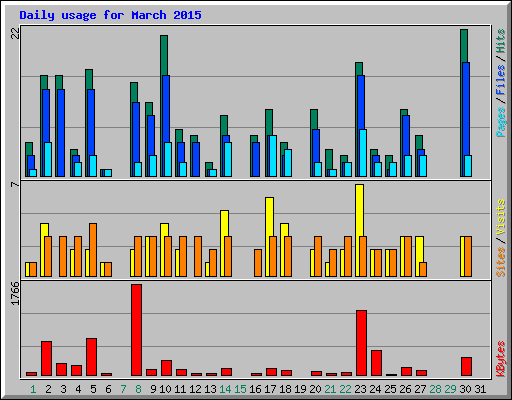 Daily usage for March 2015
22
Pages / Files / Hits
7
Sites / Visits
1766
KBytes
1 2 3 4 5 6 7 8 9 10 11 12 13 14 15 16 17 18 19 20 21 22 23 24 25 26 27 28 29 30 31